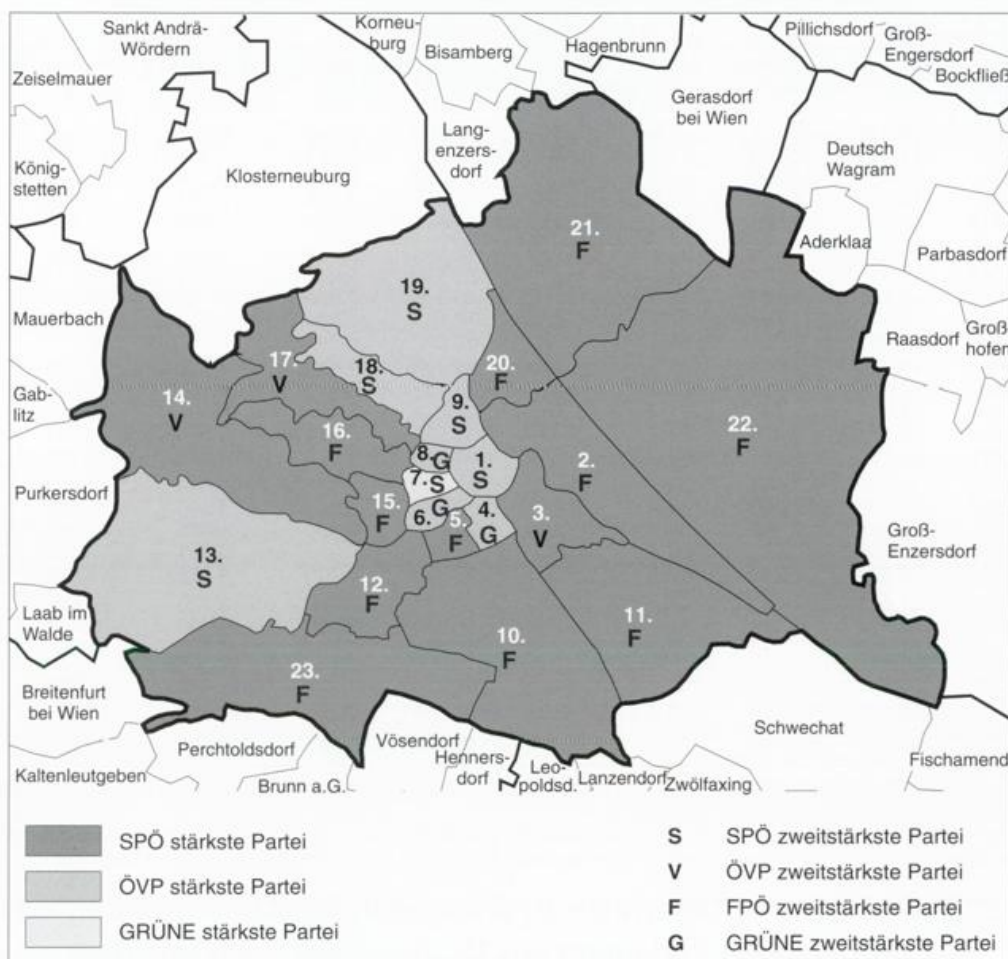 Sankt Andrä-
Wördern
Korneu-
burg
Bisamberg
Hagenbrunn
Pillichsdorf
Groß-
Engersdorf
Bockfließ
Zeiselmauer
Gerasdorf
bei Wien
König-
stetten
Klosterneuburg
Lang-
enzers-
dorf
Deutsch
Wagram
Aderklaa
Parbasdorf
21.
F
19.
S
Mauerbach
Raasdorf
Groß
hofen
17.
V
18.
S
20.
F
Gab-
litz
14.
V
9.
S
22.
F
16.
F
8. G
1.
S
2.
F
7. S
Purkersdorf
15.
F
6. G
5.
F
4.
G
3.
V
Groß-
Enzersdorf
13.
S
12.
F
Laab im
Walde
10.
F
11.
F
23.
F
Breitenfurt
bei Wien
Schwechat
Perchtoldsdorf
Vösendorf
Henners-
dorf
Leo-
poldsd.
Lanzendorf
Zwölfaxing
Fischamend
Kaltenleutgeben
Brunn a.G.
SPÖ stärkste Partei
ÖVP stärkste Partei
GRÜNE stärkste Partei
S SPÖ zweitstärkste Partei
V ÖVP zweitstärkste Partei
F FPÖ zweitstärkste Partei
G GRÜNE zweitstärkste Partei